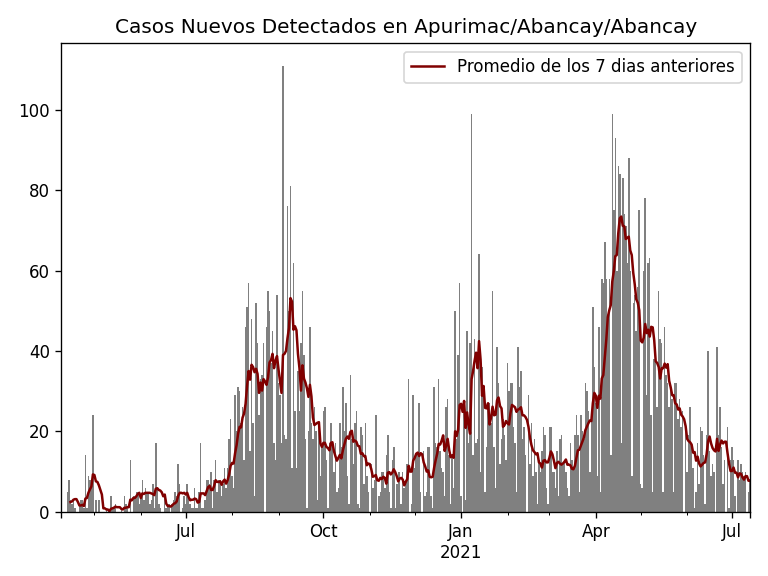 Casos Nuevos Detectados en Apurimac/Abancay/Abancay
Promedio de los 7 dias anteriores
100
80
60
40
20
0
Jul Oct Jan Apr Jul
2021